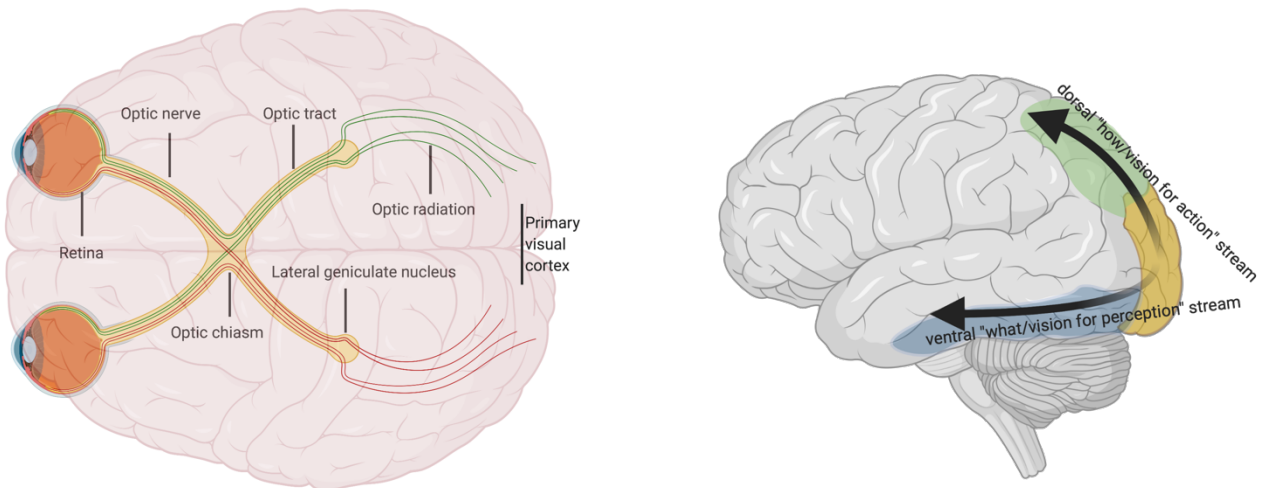 Optic nerve
Optic tract
Optic radiation
Retina
Primary
visual
cortex
Lateral geniculate nucleus
Optic chiasm
dorsal "how/vision for action" stream
ventral "what/vision for perception" stream